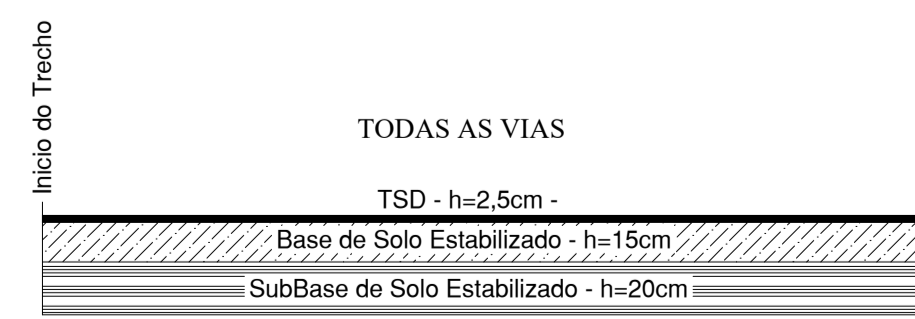 Inicio do Trecho
TODAS AS VIAS
TSD - h=2,5cm -
Base de Solo Estabilizado - h=15cm
SubBase de Solo Estabilizado - h=20cm